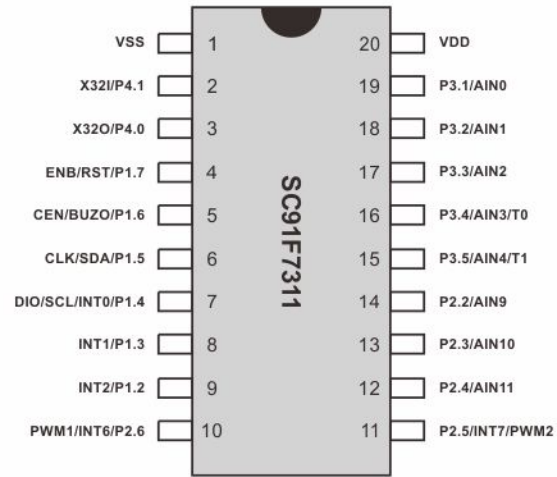 VSS 1 20 VDD
X32I/P4.1 2 19 P3.1/AIN0
X32O/P4.0 3 18 P3.2/AIN1
ENB/RST/P1.7 4 17 P3.3/AIN2
CEN/BUZO/P1.6 5 16 P3.4/AIN3/T0
CLK/SDA/P1.5 6 15 P3.5/AIN4/T1
DIO/SCL/INT0/P1.4 7 14 P2.2/AIN9
INT1/P1.3 8 13 P2.3/AIN10
INT2/P1.2 9 12 P2.4/AIN11
PWM1/INT6/P2.6 10 11 P2.5/INT7/PWM2
SC91F7311